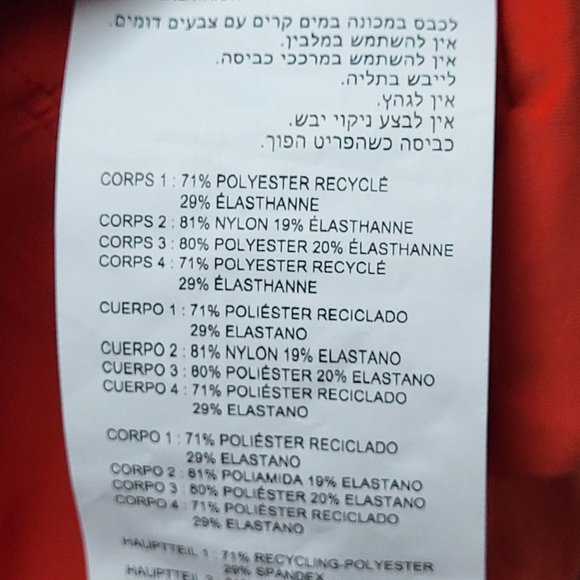 לכבס במכונה במים קרים עם צבעים דומים.
אין להשתמש במלבין.
אין להשתמש במרככי כביסה.
לייבש בתליה.
אין לגהץ.
אין לבצע ניקוי יבש.
כביסה כשהפריט הפוך.
CORPS 1 : 71% POLYESTER RECYCLÉ
29% ÉLASTHANNE
CORPS 2 : 81% NYLON 19% ÉLASTHANNE
CORPS 3 : 80% POLYESTER 20% ÉLASTHANNE
CORPS 4 : 71% POLYESTER RECYCLÉ
29% ÉLASTHANNE
CUERPO 1 : 71% POLIÉSTER RECICLADO
29% ELASTANO
CUERPO 2 : 81% NYLON 19% ELASTANO
CUERPO 3 : 80% POLIÉSTER 20% ELASTANO
CUERPO 4 : 71% POLIÉSTER RECICLADO
29% ELASTANO
CORPO 1 : 71% POLIÉSTER RECICLADO
29% ELASTANO
CORPO 2 : 81% POLIAMIDA 19% ELASTANO
CORPO 3 : 80% POLIÉSTER 20% ELASTANO
CORPO 4 : 71% POLIÉSTER RECICLADO
29% ELASTANO
HAUPTTEIL 1 : 71% RECYCLING-POLYESTER
29% SPANDEX
HAUPTTEIL